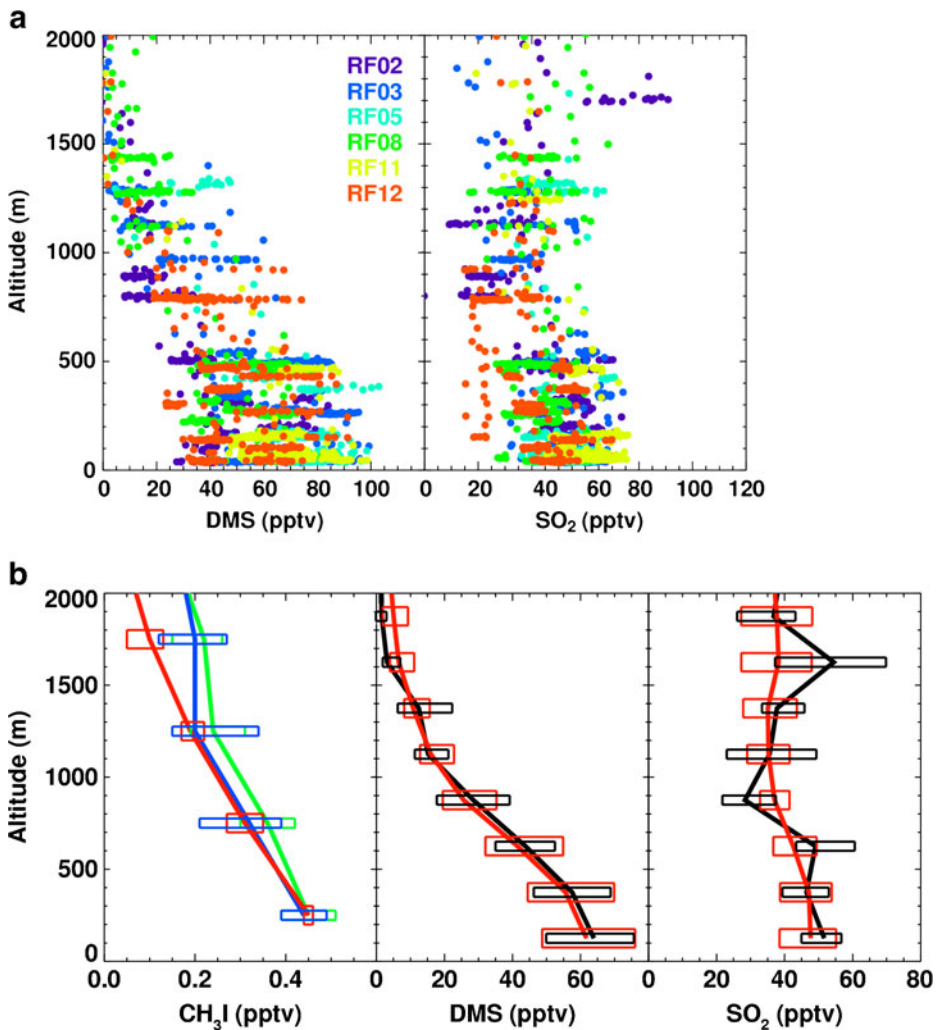 a
2000
1500
1000
500
0
Altitude (m)
RF02
RF03
RF05
RF08
RF11
RF12
0 20 40 60 80 100
0 20 40 60 80 100 120
DMS (pptv)
SO2 (pptv)
b
2000
1500
1000
500
0
Altitude (m)
0.2 0.4
0 20 40 60
0 20 40 60 80
CH3I (pptv)
DMS (pptv)
SO2 (pptv)